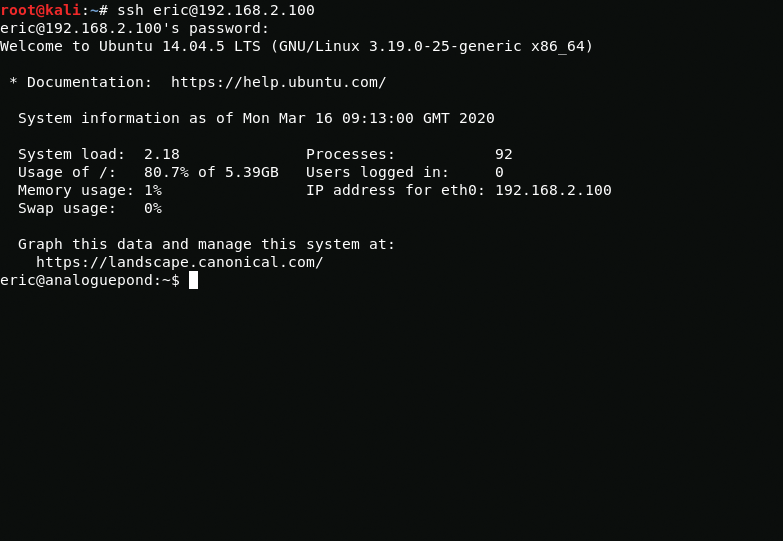 root@kali:~# ssh eric@192.168.2.100
eric@192.168.2.100's password:
Welcome to Ubuntu 14.04.5 LTS (GNU/Linux 3.19.0-25-generic x86_64)
 * Documentation:  https://help.ubuntu.com/
  System information as of Mon Mar 16 09:13:00 GMT 2020
  System load:  2.18              Processes:           92
  Usage of /:   80.7% of 5.39GB   Users logged in:     0
  Memory usage: 1%                IP address for eth0: 192.168.2.100
  Swap usage:   0%
  Graph this data and manage this system at:
    https://landscape.canonical.com/
eric@analoguepond:~$